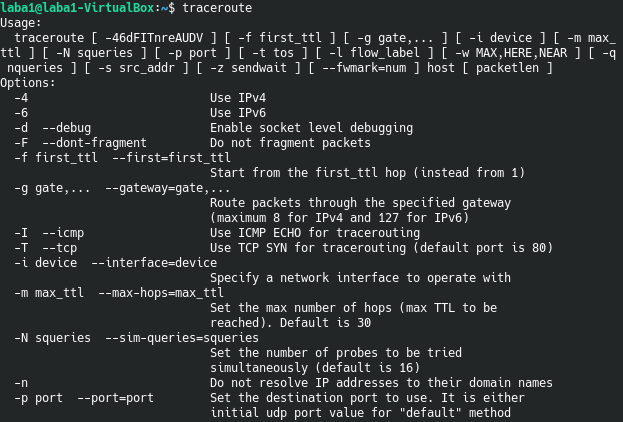 laba1@laba1-VirtualBox:~$ traceroute
Usage:
  traceroute [ -46dFITnreAUDV ] [ -f first_ttl ] [ -g gate,... ] [ -i device ] [ -m max_
ttl ] [ -N squeries ] [ -p port ] [ -t tos ] [ -l flow_label ] [ -w MAX,HERE,NEAR ] [ -q
 nqueries ] [ -s src_addr ] [ -z sendwait ] [ --fwmark=num ] host [ packetlen ]
Options:
  -4                          Use IPv4
  -6                          Use IPv6
  -d  --debug                 Enable socket level debugging
  -F  --dont-fragment         Do not fragment packets
  -f first_ttl  --first=first_ttl
                              Start from the first_ttl hop (instead from 1)
  -g gate,...  --gateway=gate,...
                              Route packets through the specified gateway
                              (maximum 8 for IPv4 and 127 for IPv6)
  -I  --icmp                  Use ICMP ECHO for tracerouting
  -T  --tcp                   Use TCP SYN for tracerouting (default port is 80)
  -i device  --interface=device
                              Specify a network interface to operate with
  -m max_ttl  --max-hops=max_ttl
                              Set the max number of hops (max TTL to be
                              reached). Default is 30
  -N squeries  --sim-queries=squeries
                              Set the number of probes to be tried
                              simultaneously (default is 16)
  -n                          Do not resolve IP addresses to their domain names
  -p port  --port=port        Set the destination port to use. It is either
                              initial udp port value for "default" method